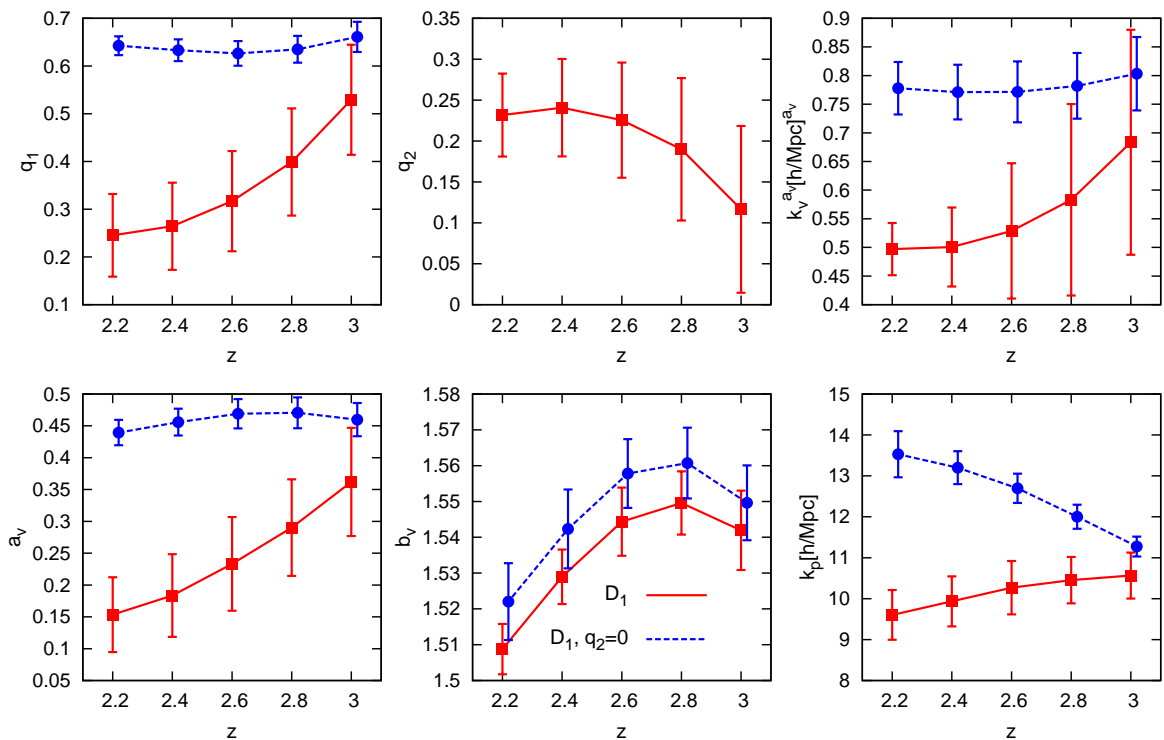 0.7
0.6
0.5
0.4
0.3
0.2
0.1
q1
2.2 2.4 2.6 2.8 3
z
0.35
0.3
0.25
0.2
0.15
0.1
0.05
0
q2
2.2 2.4 2.6 2.8 3
z
0.9
0.85
0.8
0.75
0.7
0.65
0.6
0.55
0.5
0.45
0.4
kv^av[h/Mpc]^av
2.2 2.4 2.6 2.8 3
z
0.5
0.45
0.4
0.35
0.3
0.25
0.2
0.15
0.1
0.05
av
2.2 2.4 2.6 2.8 3
z
1.58
1.57
1.56
1.55
1.54
1.53
1.52
1.51
1.5
bv
D1
D1, q2=0
2.2 2.4 2.6 2.8 3
z
15
14
13
12
11
10
9
8
kp[h/Mpc]
2.2 2.4 2.6 2.8 3
z